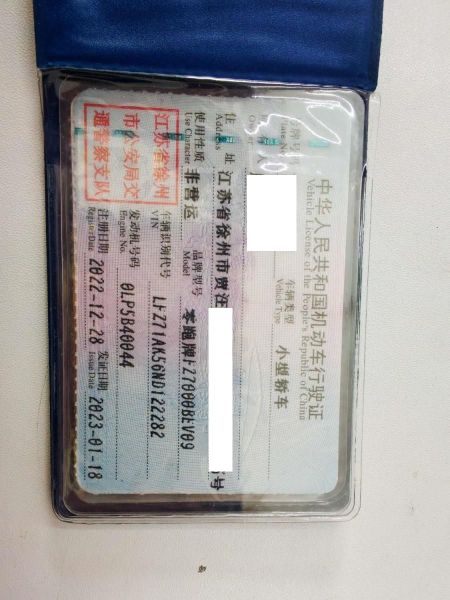 中华人民共和国机动车行驶证
Vehicle License of the People's Republic of China
车辆类型 小型轿车
Vehicle Type
住 址 江苏省徐州市贾汪
Address
使用性质 非营运 品牌型号 零跑牌FZ7000BEV09
Use Character
江苏省徐州
市公安局交
通警察支队
车辆识别代号 LFZ71AK56ND122282
VIN
发动机号码 0LP5B40044
Engine No.
注册日期 2022-12-28 发证日期 2023-01-18
Register Date Issue Date